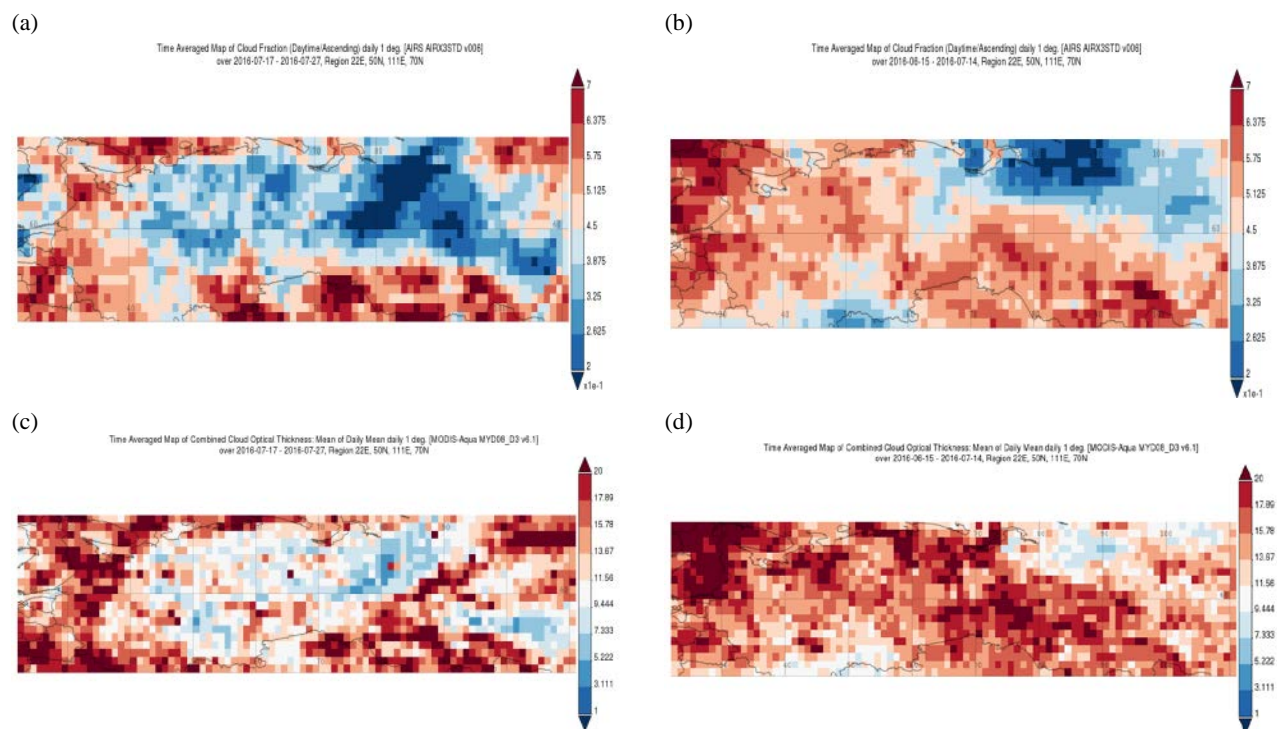 (a)
Time Averaged Map of Cloud Fraction (Daytime/Ascending) daily 1 deg. [AIRS AIRX3STD v006]
over 2016-07-17 - 2016-07-27, Region 22E, 50N, 111E, 70N
7
6.375
5.75
5.125
4.5
3.875
3.25
2.625
2
x1e-1
(b)
Time Averaged Map of Cloud Fraction (Daytime/Ascending) daily 1 deg. [AIRS AIRX3STD v006]
over 2016-06-15 - 2016-07-14, Region 22E, 50N, 111E, 70N
7
6.375
5.75
5.125
4.5
3.875
3.25
2.625
2
x1e-1
(c)
Time Averaged Map of Combined Cloud Optical Thickness: Mean of Daily Mean daily 1 deg. [MODIS-Aqua MYD08_D3 v6.1]
over 2016-07-17 - 2016-07-27, Region 22E, 50N, 111E, 70N
20
17.89
15.78
13.67
11.56
9.444
7.333
5.222
3.111
1
(d)
Time Averaged Map of Combined Cloud Optical Thickness: Mean of Daily Mean daily 1 deg. [MODIS-Aqua MYD08_D3 v6.1]
over 2016-06-15 - 2016-07-14, Region 22E, 50N, 111E, 70N
20
17.89
15.78
13.67
11.56
9.444
7.333
5.222
3.111
1